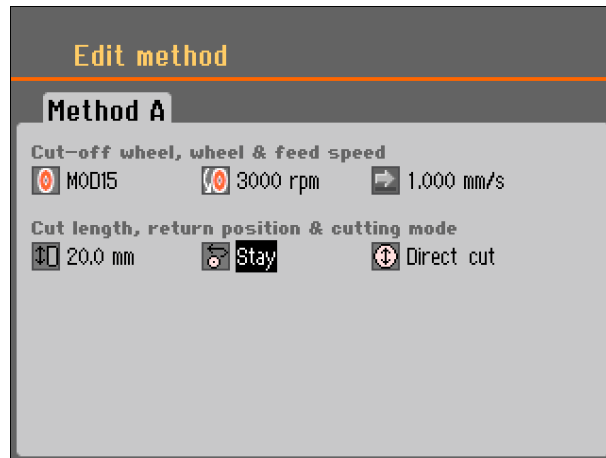 Edit method
Method A
Cut-off wheel, wheel & feed speed
MOD15 3000 rpm 1.000 mm/s
Cut length, return position & cutting mode
20.0 mm Stay Direct cut